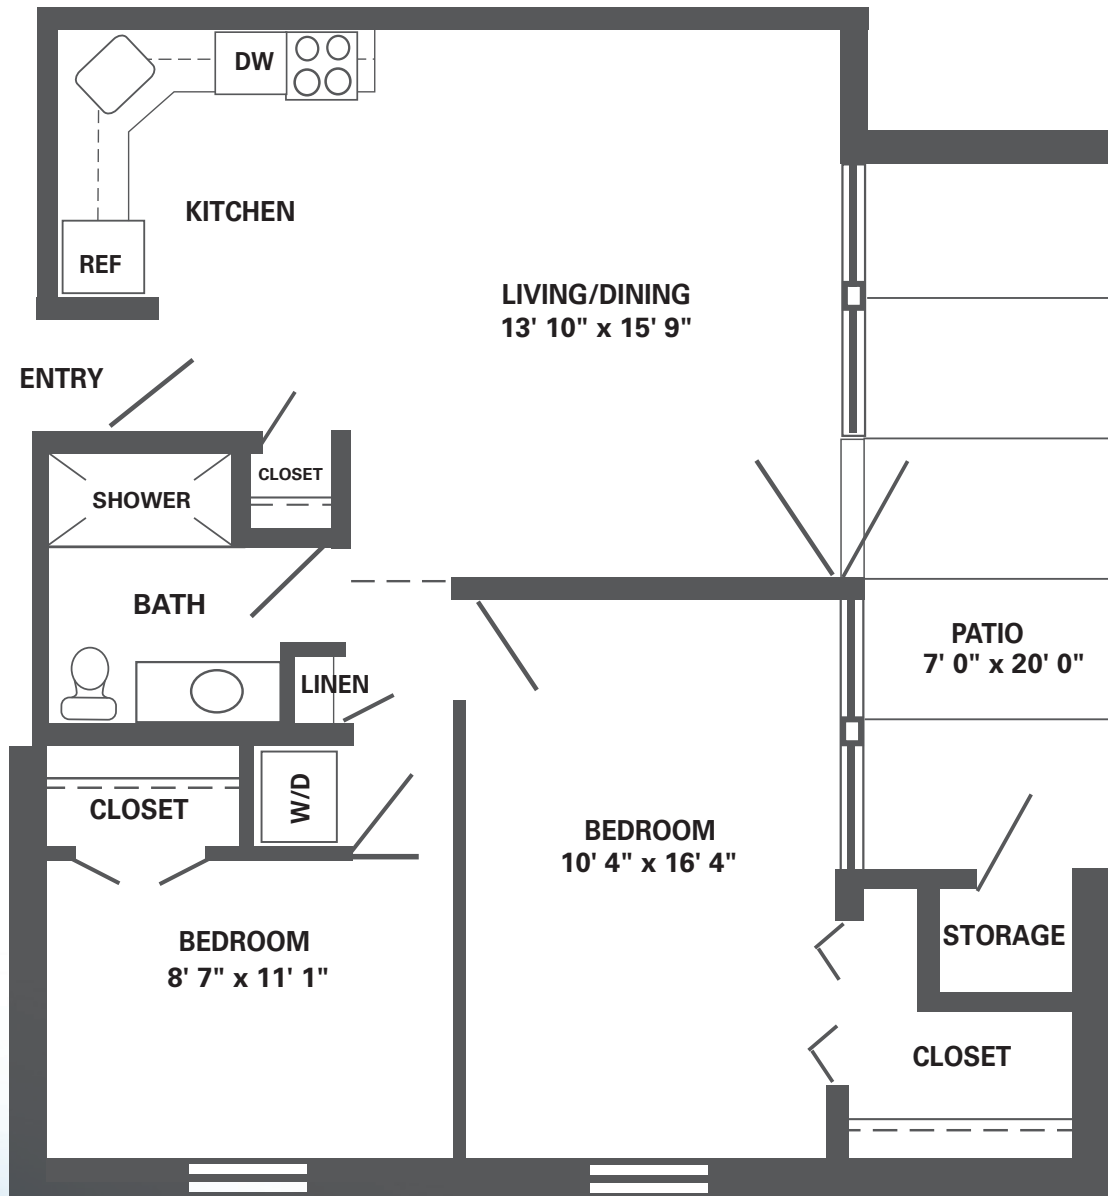 DW
KITCHEN
REF
LIVING/DINING
13' 10" x 15' 9"
ENTRY
CLOSET
SHOWER
BATH
PATIO
7' 0" x 20' 0"
LINEN
W/D
CLOSET
BEDROOM
10' 4" x 16' 4"
BEDROOM
8' 7" x 11' 1"
STORAGE
CLOSET